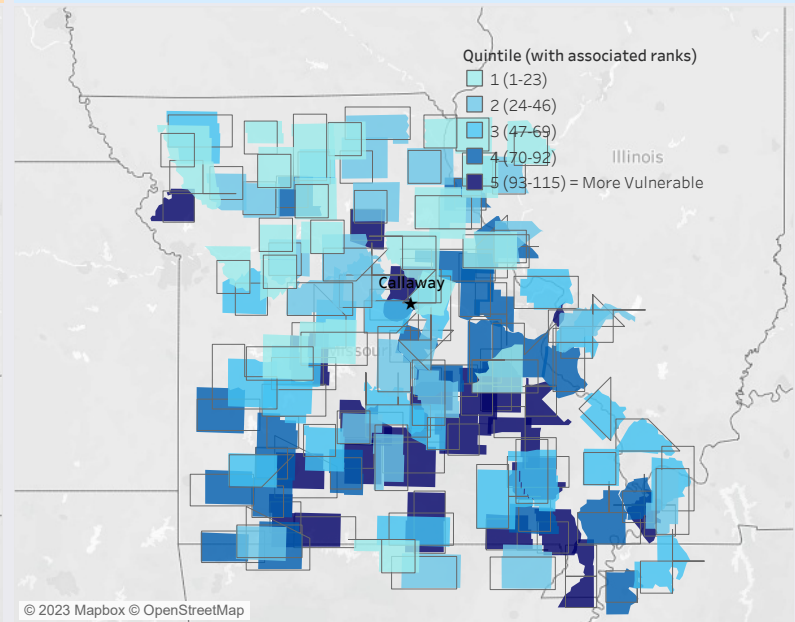 Quintile (with associated ranks)
1 (1-23)
2 (24-46)
3 (47-69)
4 (70-92)
5 (93-115) = More Vulnerable
Illinois
Callaway
Missouri
© 2023 Mapbox © OpenStreetMap